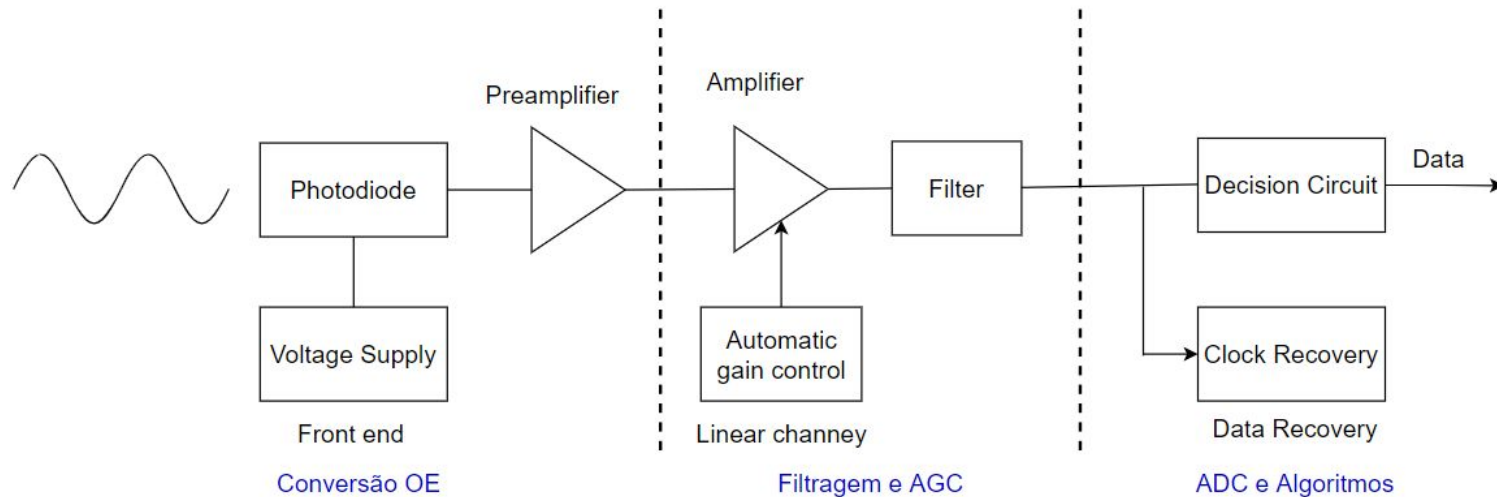 Preamplifier
Amplifier
Photodiode
Filter
Decision Circuit
Data
Voltage Supply
Automatic
gain control
Clock Recovery
Front end
Linear channey
Data Recovery
Conversão OE
Filtragem e AGC
ADC e Algoritmos